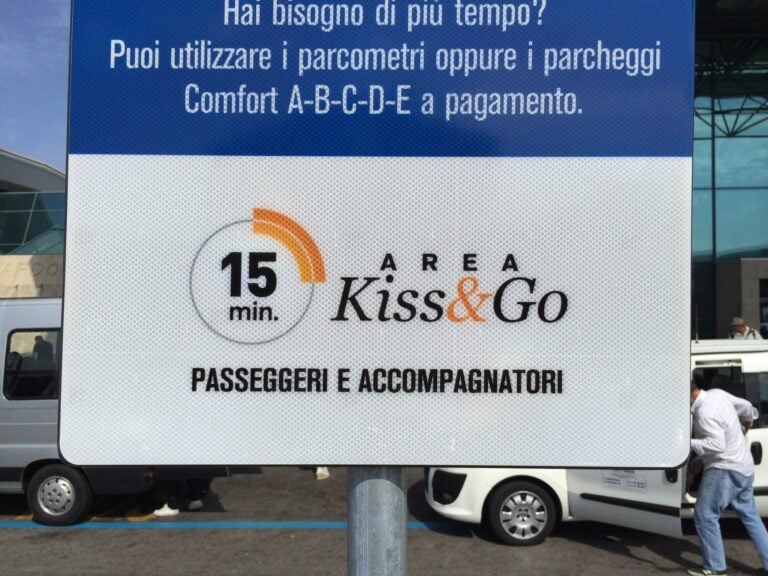 Hai bisogno di più tempo?
Puoi utilizzare i parcometri oppure i parcheggi
Comfort A-B-C-D-E a pagamento.
15
min.
AREA
Kiss&Go
PASSEGGERI E ACCOMPAGNATORI